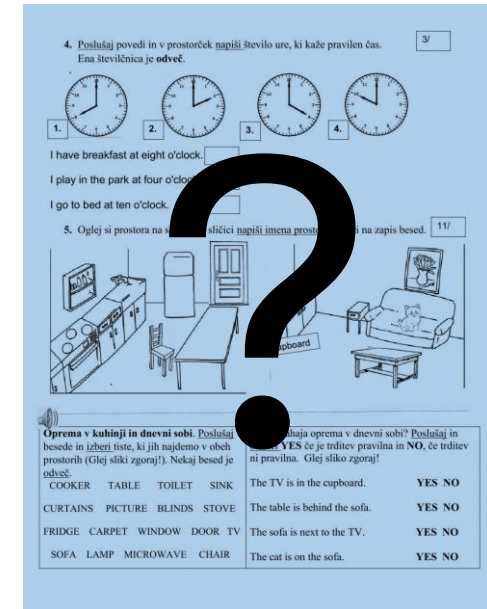 4. Poslušaj povedi in v prostorček napiši število ure, ki kaže pravilen čas.
3/
Ena številčnica je odveč.
1. 2. 3. 4.
I have breakfast at eight o'clock.
I play in the park at four
I go to bed at ten o'clock.
5. Oglej si prostora na sličici napiši imena na zapis besed.
11/
Oprema v kuhinji in dnevni sobi. Poslušaj
besede in izberi tiste, ki jih najdemo v obeh
prostorih (Glej sliki zgoraj!). Nekaj besed je
odveč.
COOKER TABLE TOILET SINK
CURTAINS PICTURE BLINDS STOVE
FRIDGE CARPET WINDOW DOOR TV
SOFA LAMP MICROWAVE CHAIR
oprema v dnevni sobi? Poslušaj in
YES če je trditev pravilna in NO, če trditev
ni pravilna. Glej sliko zgoraj!
The TV is in the cupboard. YES NO
The table is behind the sofa. YES NO
The sofa is next to the TV. YES NO
The cat is on the sofa. YES NO